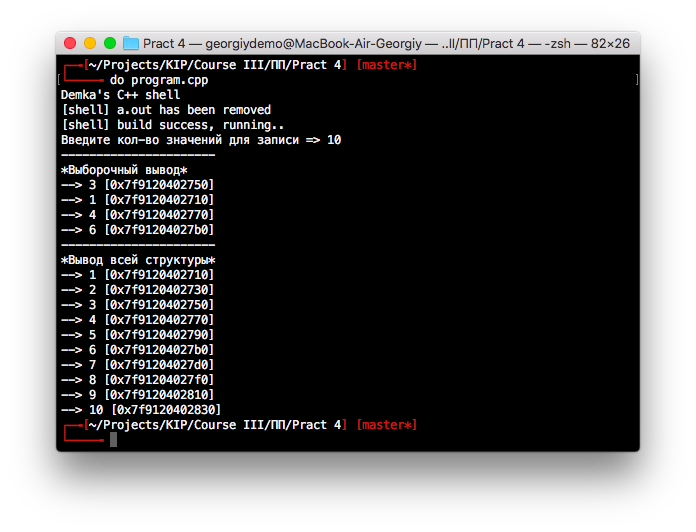 Pract 4 — georgiydemo@MacBook-Air-Georgiy — ..II/ПП/Pract 4 — -zsh — 82×26
[~/Projects/KIP/Course III/ПП/Pract 4] [master*]
do program.cpp
Demka's C++ shell
[shell] a.out has been removed
[shell] build success, running..
Введите кол-во значений для записи => 10
----------------------
*Выборочный вывод*
--> 3 [0x7f9120402750]
--> 1 [0x7f9120402710]
--> 4 [0x7f9120402770]
--> 6 [0x7f91204027b0]
----------------------
*Вывод всей структуры*
--> 1 [0x7f9120402710]
--> 2 [0x7f9120402730]
--> 3 [0x7f9120402750]
--> 4 [0x7f9120402770]
--> 5 [0x7f9120402790]
--> 6 [0x7f91204027b0]
--> 7 [0x7f91204027d0]
--> 8 [0x7f91204027f0]
--> 9 [0x7f9120402810]
--> 10 [0x7f9120402830]
[~/Projects/KIP/Course III/ПП/Pract 4] [master*]